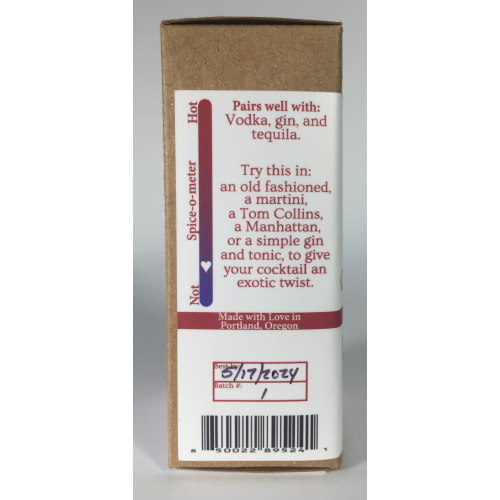 Hot
Spice-o-meter
Not
Pairs well with:
Vodka, gin, and
tequila.
Try this in:
an old fashioned,
a martini,
a Tom Collins,
a Manhattan,
or a simple gin
and tonic, to give
your cocktail an
exotic twist.
Made with Love in
Portland, Oregon
Best by:
5/17/2024
Batch #:
1
8 50022 89524 1